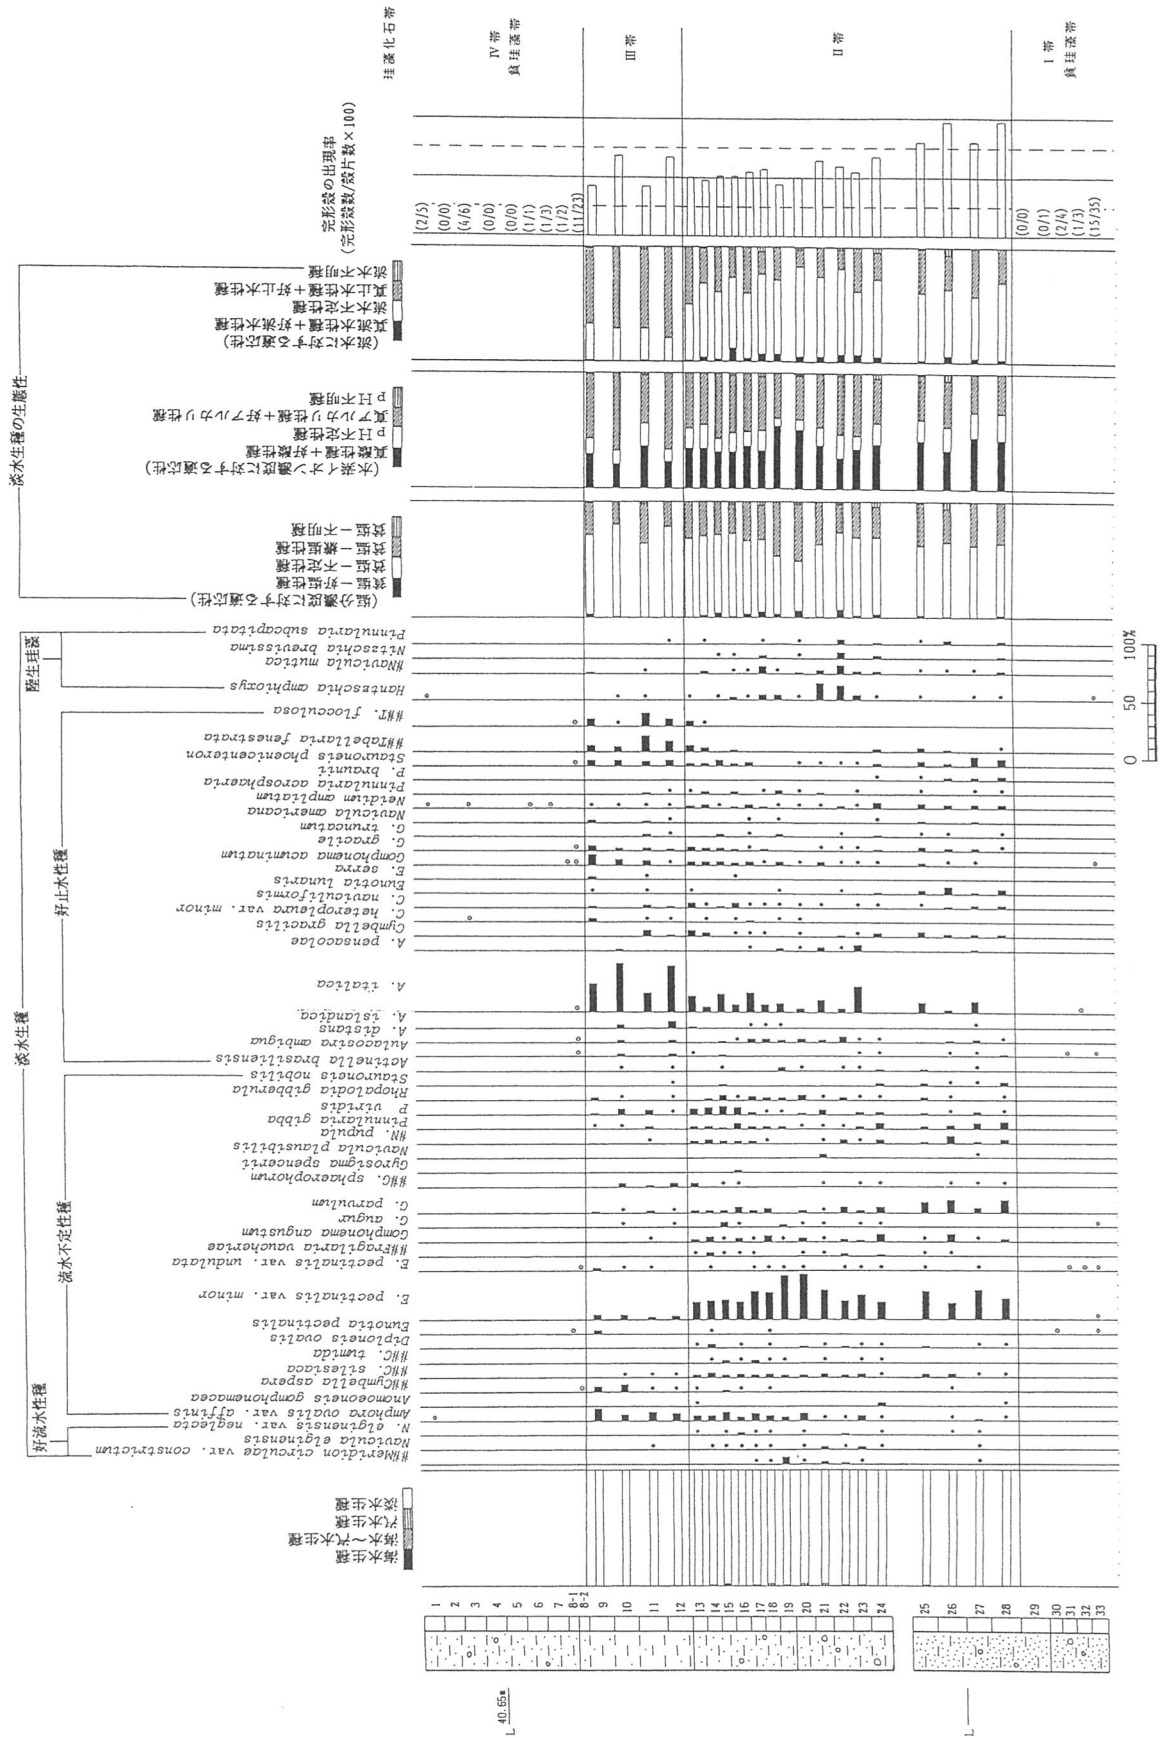 淡水生種の生態性
淡水生種
好流水性種
流水不定性種
好止水性種
陸生珪藻
珪藻化石帯
完形殻の出現率
(完形殻数/殻片数×100)
海水生種
海水~汽水生種
汽水生種
淡水生種
##Meridion circulae var. constrictum
Navicula elginensis
N. elginensis var. neglecta
Amphora ovalis var. affinis
Anomoeoneis gomphonemacea
##Cymbella aspera
##C. silesiaca
##C. tumida
Diploneis ovalis
Eunotia pectinalis
E. pectinalis var. minor
E. pectinalis var. undulata
##Fragilaria vaucheriae
Gomphonema angustum
G. augur
G. parvulum
##G. sphaerophorum
Gyrosigma spencerii
Navicula plausibilis
#N. pupula
Pinnularia gibba
P viridis
Rhopalodia gibberula
Stauroneis nobilis
Actinella brasiliensis
Aulacosira ambigua
A. distans
A. islandica
A. italica
A. pensacolae
Cymbella gracilis
C. heteropleura var. minor
C. naviculiformis
Eunotia lunaris
E. serra
Gomphonema acuminatum
G. gracile
G. truncatum
Navicula americana
Neidium ampliatum
Pinnularia acrosphaeria
P. braunii
Stauroneis phoenicenteron
##Tabellaria fenestrata
##T. flocculosa
Hantzschia amphioxys
#Navicula mutica
Nitzschia brevissima
Pinnularia subcapitata
(塩分濃度に対する適応性)
貧塩-好塩性種
貧塩-不定性種
貧塩-嫌塩性種
貧塩-不明種
(水素イオン濃度に対する適応性)
真酸性種+好酸性種
pH不定性種
真アルカリ性種+好アルカリ性種
pH不明種
(流水に対する適応性)
真流水性種+好流水性種
流水不定性種
真止水性種+好止水性種
流水不明種
(2/5)
(0/0)
(4/6)
(0/0)
(0/0)
(1/1)
(1/3)
(1/2)
(11/23)
(0/0)
(0/1)
(2/4)
(1/3)
(15/35)
IV帯
貧珪藻帯
III帯
II帯
I帯
貧珪藻帯
0 50 100%
L 40.65m
L
1
2
3
4
5
6
7
8-1
8-2
9
10
11
12
13
14
15
16
17
18
19
20
21
22
23
24
25
26
27
28
29
30
31
32
33